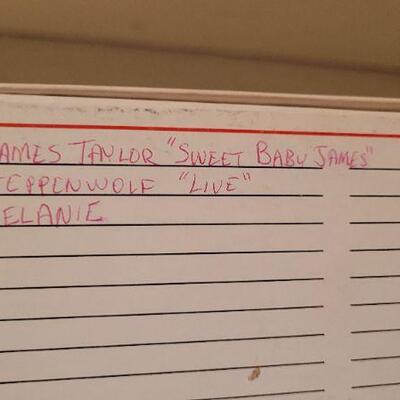 AMES TAYLOR "SWEET BABY JAMES"
TEPPENWOLF "LIVE"
ELANIE